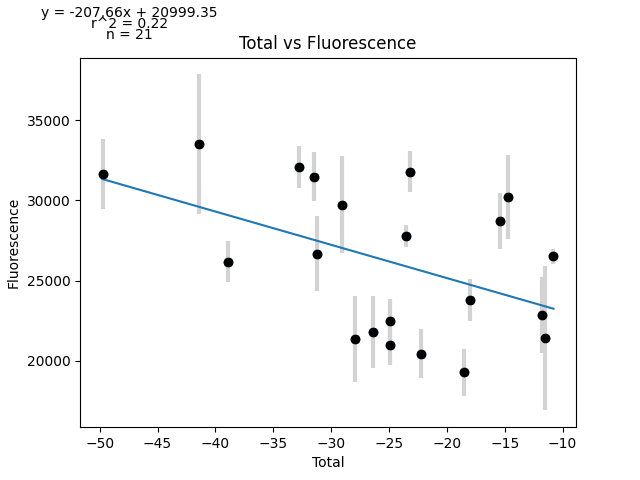 y = -207.66x + 20999.35
r^2 = 0.22
n = 21
Total vs Fluorescence
35000
30000
25000
20000
Fluorescence
−50
−45
−40
−35
−30
−25
−20
−15
−10
Total